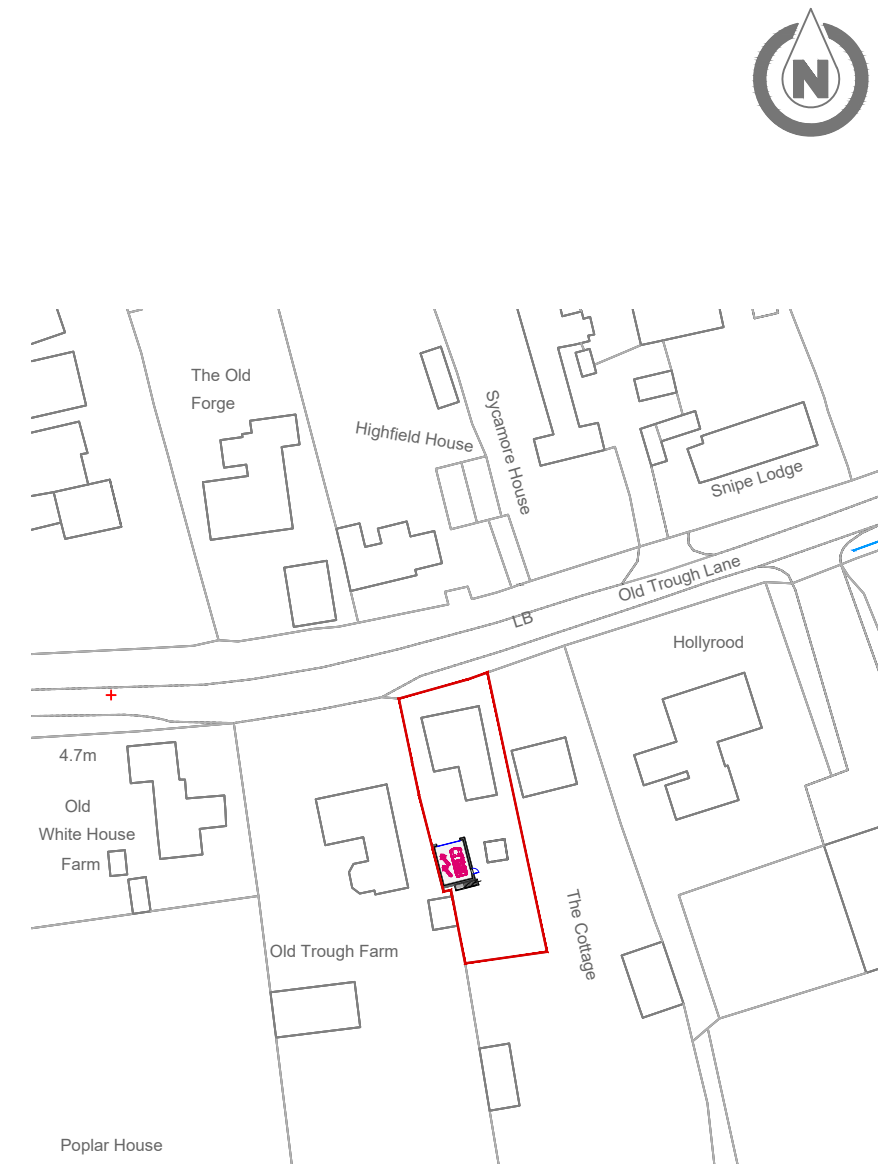 N
The Old
Forge
Highfield House
Sycamore House
Snipe Lodge
Old Trough Lane
LB
Hollyrood
4.7m
Old
White House
Farm
The Cottage
Old Trough Farm
Poplar House